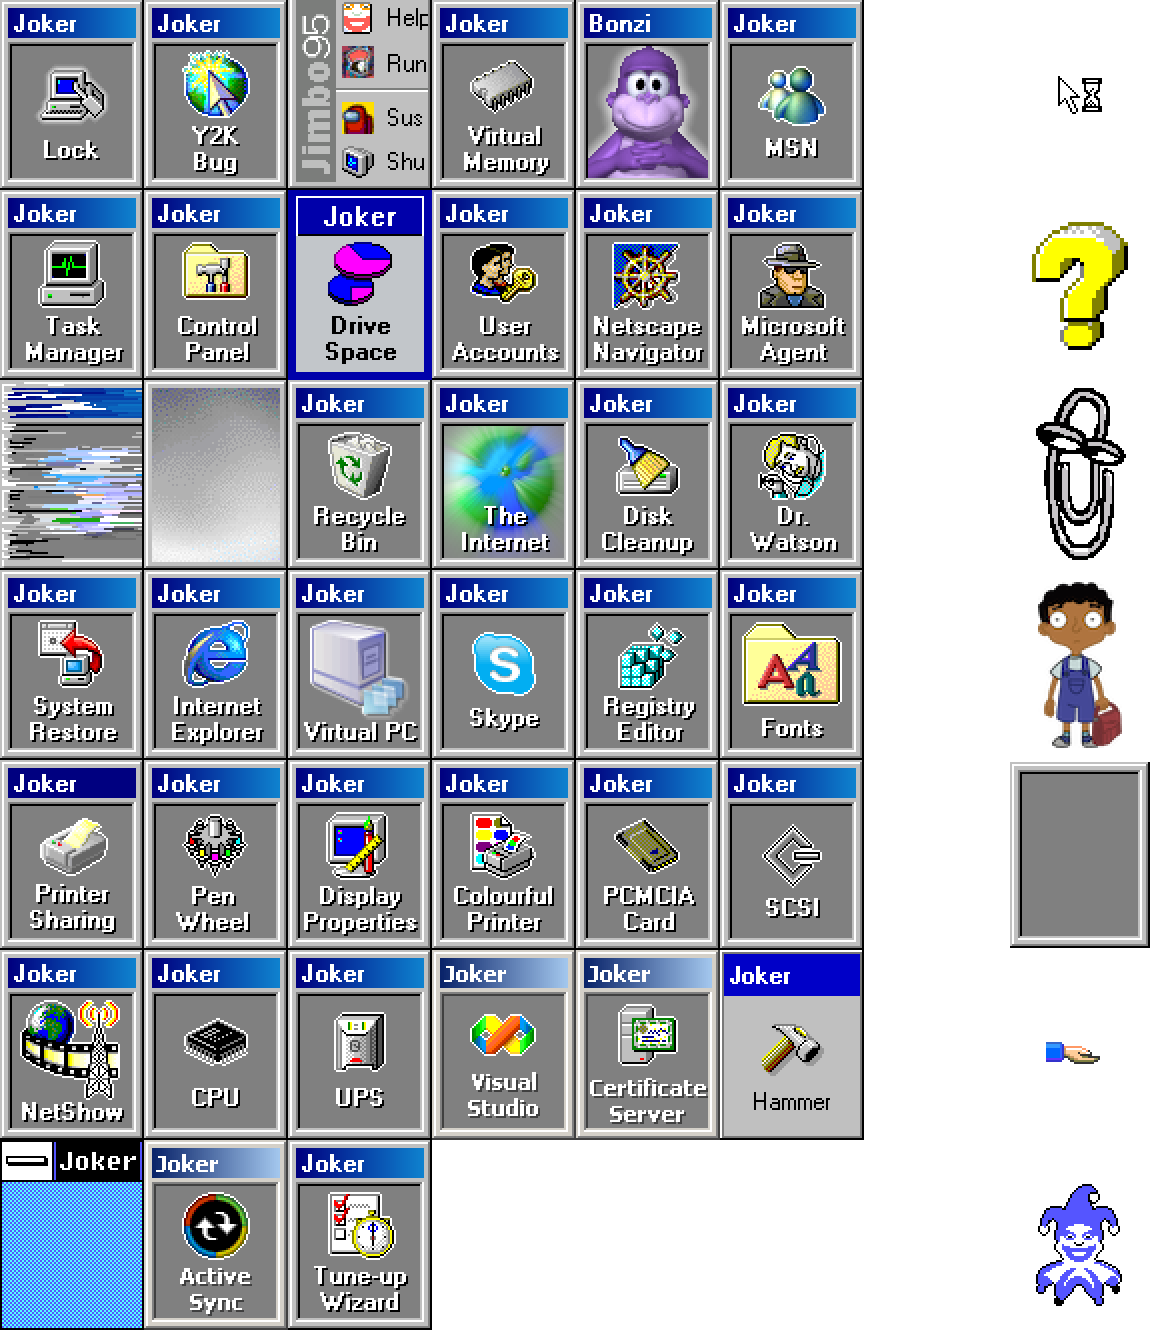 Joker
Lock
Joker
Y2K
Bug
Jimbo95
Help
Run
Sus
Shu
Joker
Virtual
Memory
Bonzi
Joker
MSN
Joker
Task
Manager
Joker
Control
Panel
Joker
Drive
Space
Joker
User
Accounts
Joker
Netscape
Navigator
Joker
Microsoft
Agent
Joker
Recycle
Bin
Joker
The
Internet
Joker
Disk
Cleanup
Joker
Dr.
Watson
Joker
System
Restore
Joker
Internet
Explorer
Joker
Virtual PC
Joker
Skype
Joker
Registry
Editor
Joker
Fonts
Joker
Printer
Sharing
Joker
Pen
Wheel
Joker
Display
Properties
Joker
Colourful
Printer
Joker
PCMCIA
Card
Joker
SCSI
Joker
NetShow
Joker
CPU
Joker
UPS
Joker
Visual
Studio
Joker
Certificate
Server
Joker
Hammer
Joker
Joker
Active
Sync
Joker
Tune-up
Wizard